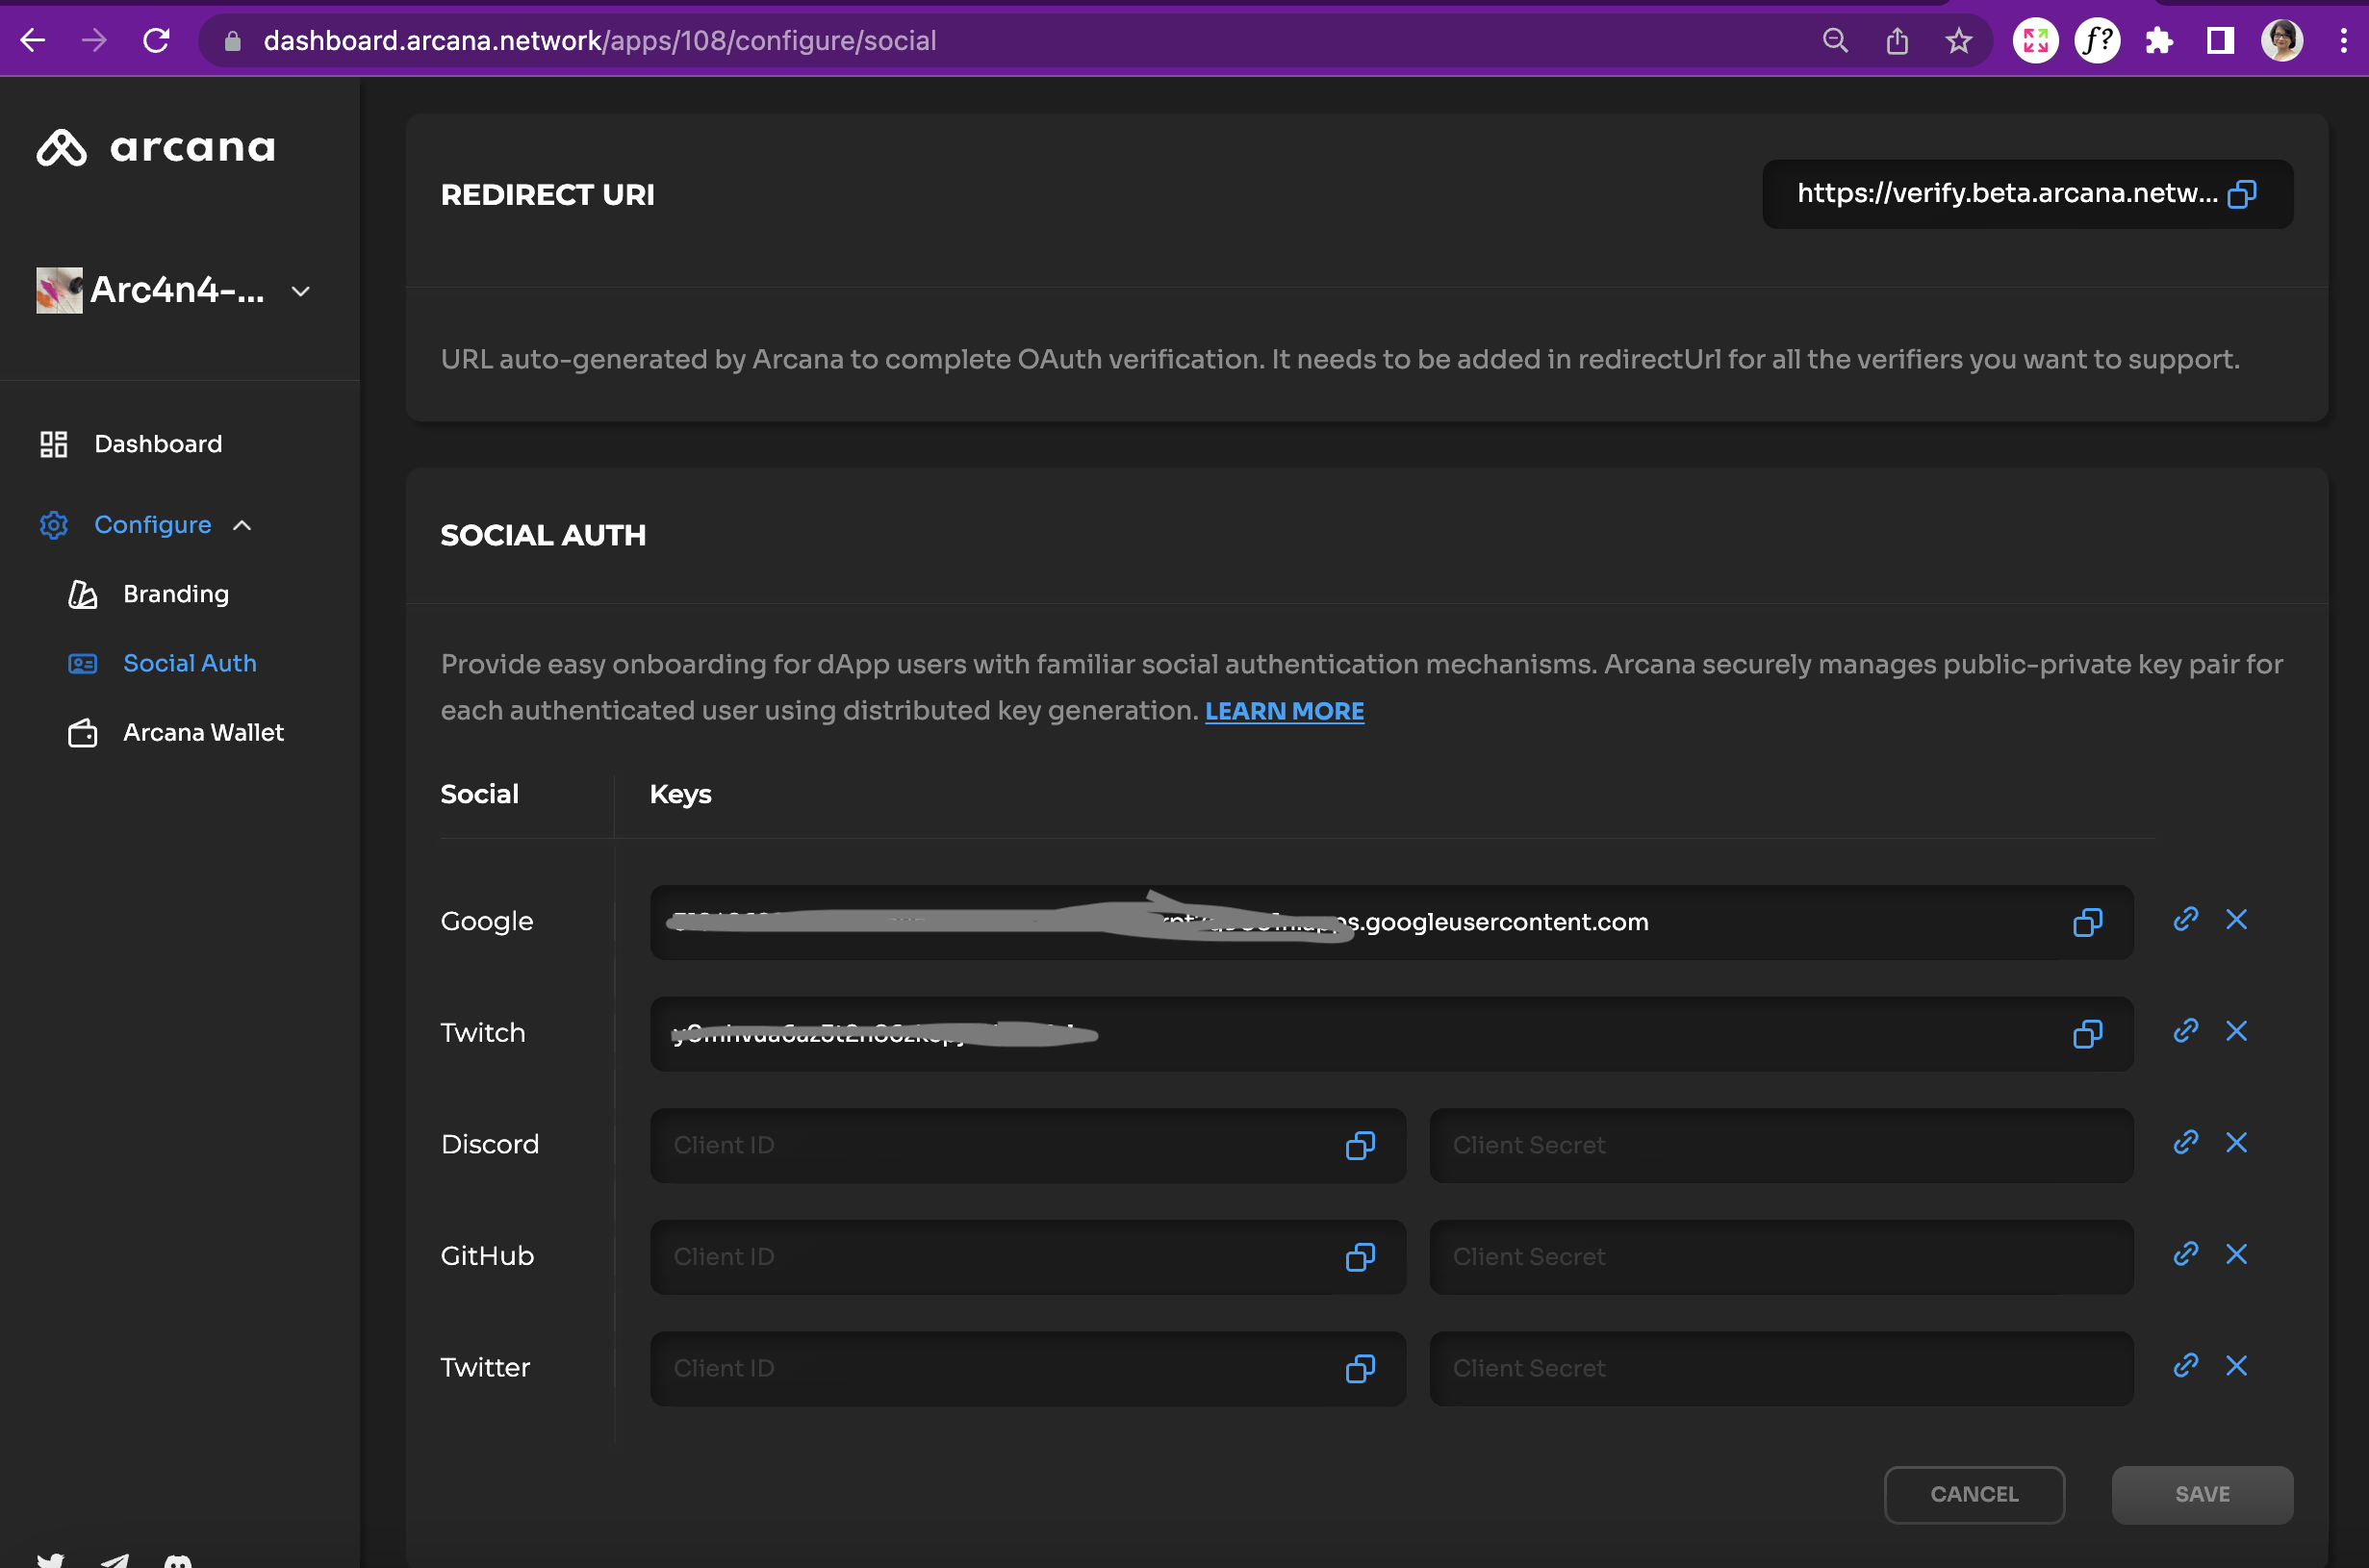 dashboard.arcana.network/apps/108/configure/social
f?
arcana
Arc4n4-...
Dashboard
Configure
Branding
Social Auth
Arcana Wallet
REDIRECT URI
https://verify.beta.arcana.netw...
URL auto-generated by Arcana to complete OAuth verification. It needs to be added in redirectUrl for all the verifiers you want to support.
SOCIAL AUTH
Provide easy onboarding for dApp users with familiar social authentication mechanisms. Arcana securely manages public-private key pair for
each authenticated user using distributed key generation. LEARN MORE
Social
Keys
Google
.googleusercontent.com
Twitch
Discord
Client ID
Client Secret
GitHub
Client ID
Client Secret
Twitter
Client ID
Client Secret
CANCEL
SAVE